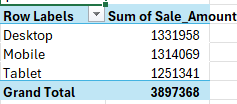 Row Labels Sum of Sale_Amount
Desktop 1331958
Mobile 1314069
Tablet 1251341
Grand Total 3897368